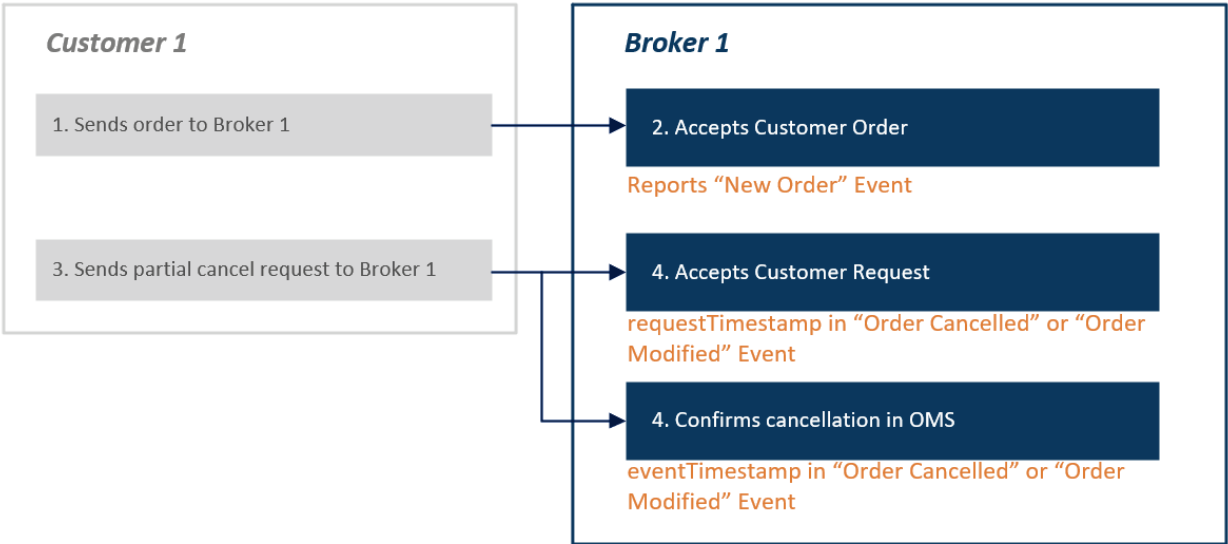 Customer 1
1. Sends order to Broker 1
3. Sends partial cancel request to Broker 1
Broker 1
2. Accepts Customer Order
Reports “New Order” Event
4. Accepts Customer Request
requestTimestamp in “Order Cancelled” or “Order
Modified” Event
4. Confirms cancellation in OMS
eventTimestamp in “Order Cancelled” or “Order
Modified” Event